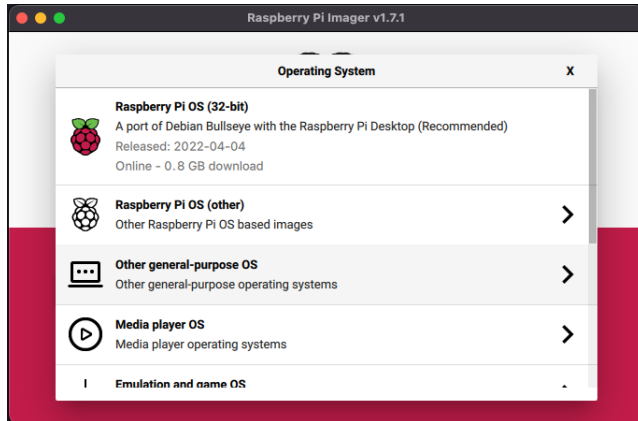 Raspberry Pi Imager v1.7.1
Operating System
X
Raspberry Pi OS (32-bit)
A port of Debian Bullseye with the Raspberry Pi Desktop (Recommended)
Released: 2022-04-04
Online - 0.8 GB download
Raspberry Pi OS (other)
Other Raspberry Pi OS based images
Other general-purpose OS
Other general-purpose operating systems
Media player OS
Media player operating systems
Emulation and game OS